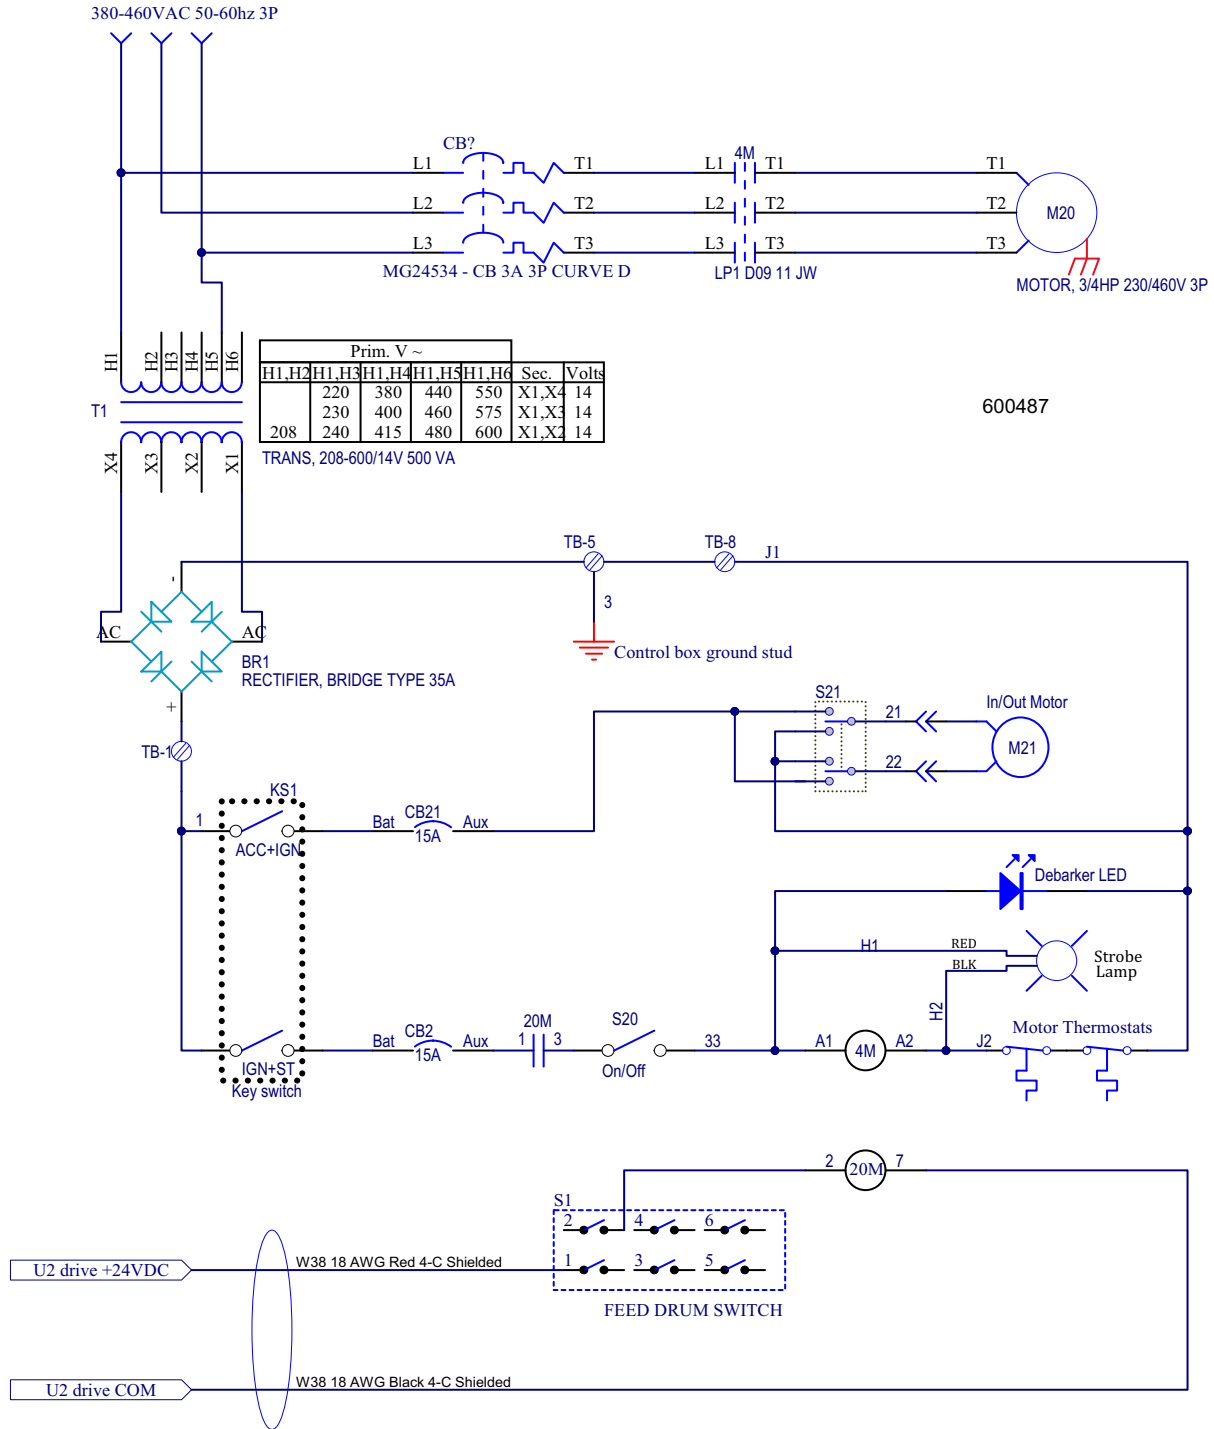 380-460VAC 50-60hz 3P
CB?
4M
L1 T1 L1 T1 T1
L2 T2 L2 T2 T2
L3 T3 L3 T3 T3
M20
MG24534 - CB 3A 3P CURVE D
LP1 D09 11 JW
MOTOR, 3/4HP 230/460V 3P
H1 H2 H3 H4 H5 H6
T1
X4 X3 X2 X1
Prim. V ~
H1,H2 H1,H3 H1,H4 H1,H5 H1,H6 Sec. Volts
220 380 440 550 X1,X4 14
230 400 460 575 X1,X3 14
208 240 415 480 600 X1,X2 14
TRANS, 208-600/14V 500 VA
600487
TB-5
TB-8
J1
3
Control box ground stud
-
AC AC
BR1
RECTIFIER, BRIDGE TYPE 35A
+
TB-1
S21
21
22
In/Out Motor
M21
KS1
1
ACC+IGN
Bat CB21 Aux
15A
Debarker LED
H1
RED
BLK
Strobe
Lamp
H2
IGN+ST
Key switch
Bat CB2 Aux
15A
20M
1 3
S20
On/Off
33
A1 4M A2
J2
Motor Thermostats
2 20M 7
S1
2 4 6
1 3 5
FEED DRUM SWITCH
U2 drive +24VDC
W38 18 AWG Red 4-C Shielded
U2 drive COM
W38 18 AWG Black 4-C Shielded